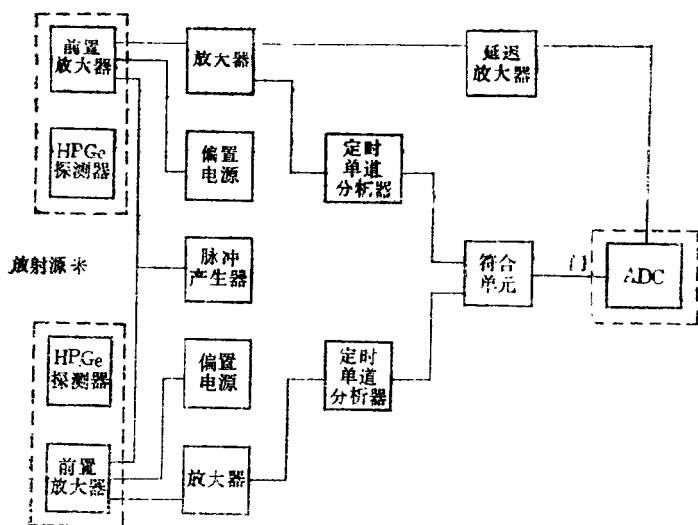 前置
放大器
放大器
延迟
放大器
HPGe
探测器
偏置
电源
定时
单道
分析器
放射源
脉冲
产生器
符合
单元
门
ADC
HPGe
探测器
偏置
电源
定时
单道
分析器
前置
放大器
放大器